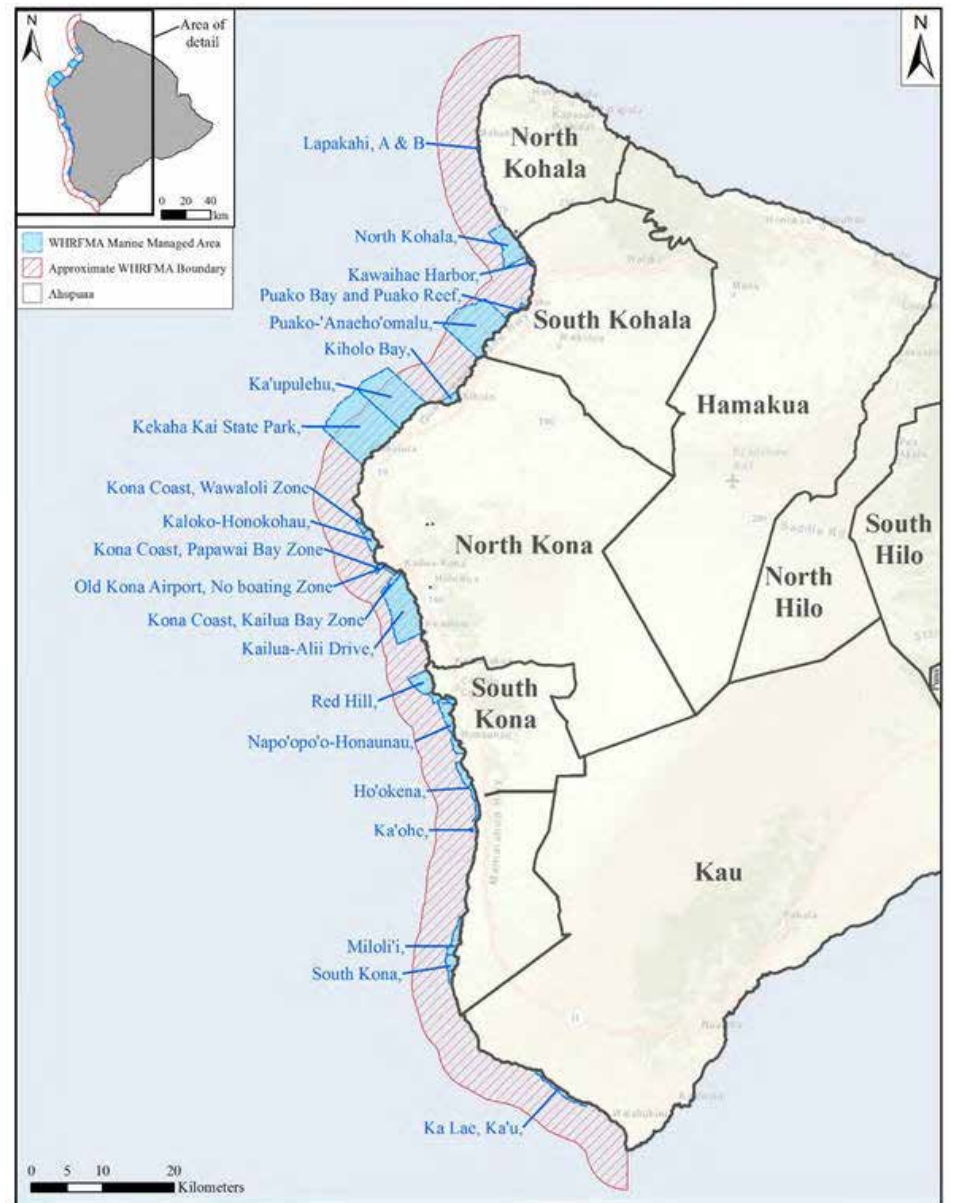 N
Area of
detail
0 20 40
km
WHRFMA Marine Managed Area
Approximate WHRFMA Boundary
Ahupuaa
N
Lapakahi, A & B
North Kohala,
Kawaihae Harbor,
Puako Bay and Puako Reef,
Puako-'Anaeho'omalu,
Kiholo Bay,
Ka'upulehu,
Kekaha Kai State Park,
Kona Coast, Wawaloli Zone
Kaloko-Honokohau,
Kona Coast, Papawai Bay Zone
Old Kona Airport, No boating Zone
Kona Coast, Kailua Bay Zone
Kailua-Alii Drive,
Red Hill,
Napo'opo'o-Honaunau,
Ho'okena,
Ka'ohe,
Miloli'i,
South Kona,
Ka Lae, Ka'u,
North
Kohala
South Kohala
Hamakua
North Kona
South
Hilo
North
Hilo
South
Kona
Kau
Kailua-Kona
Saddle Rd
Pahala
0 5 10 20
Kilometers